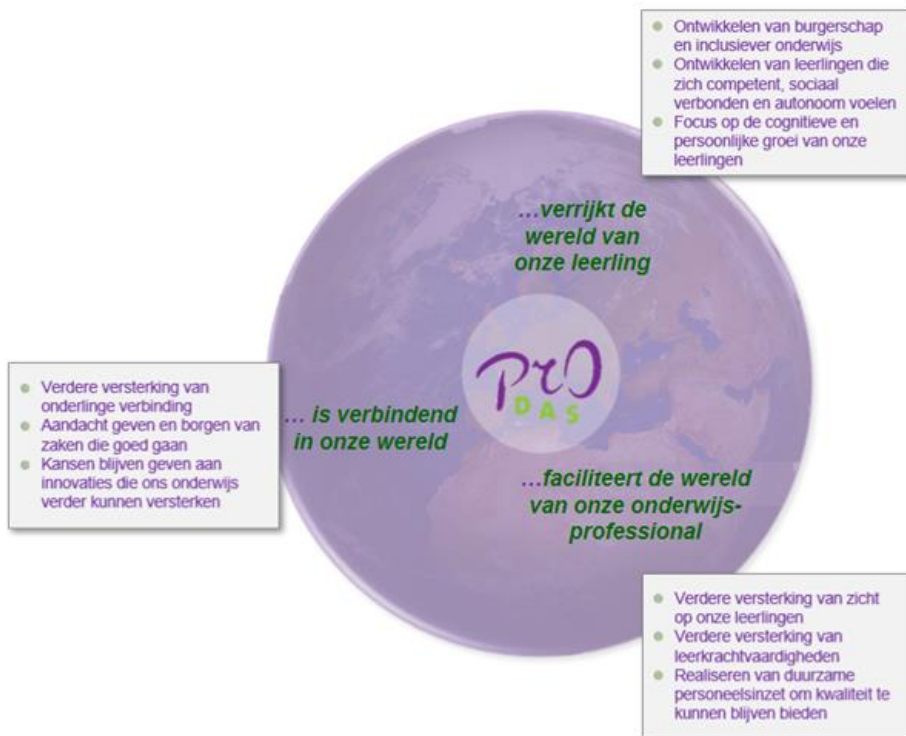 Ontwikkelen van burgerschap
en inclusiever onderwijs
Ontwikkelen van leerlingen die
zich competent, sociaal
verbonden en autonoom voelen
Focus op de cognitieve en
persoonlijke groei van onze
leerlingen
...verrijkt de
wereld van
onze leerling
PrO
DAS
Verdere versterking van
onderlinge verbinding
Aandacht geven en borgen van
zaken die goed gaan
Kansen blijven geven aan
innovaties die ons onderwijs
verder kunnen versterken
... is verbindend
in onze wereld
...faciliteert de wereld
van onze onderwijs-
professional
Verdere versterking van zicht
op onze leerlingen
Verdere versterking van
leerkrachtvaardigheden
Realiseren van duurzame
personeelsinzet om kwaliteit te
kunnen blijven bieden